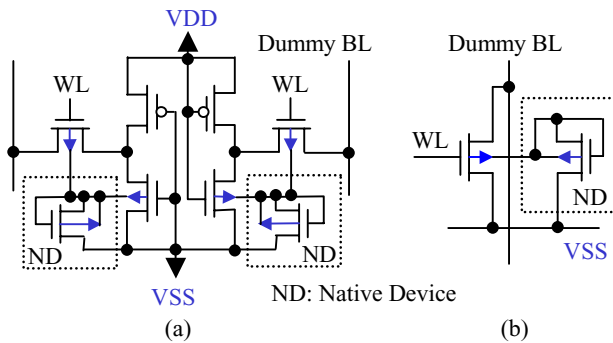 VDD
Dummy BL
WL
WL
ND
ND
VSS
ND: Native Device
(a)
Dummy BL
WL
ND
VSS
(b)